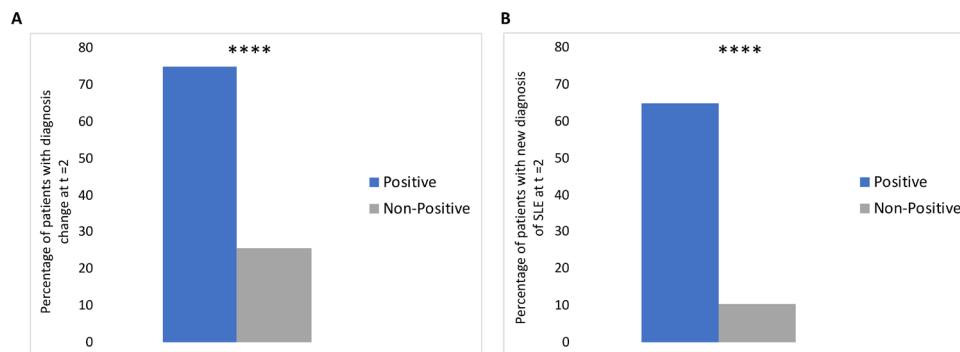 A
Percentage of patients with diagnosis
change at t =2
80
70
60
50
40
30
20
10
0
****
Positive
Non-Positive
B
Percentage of patients with new diagnosis
of SLE at t =2
80
70
60
50
40
30
20
10
0
****
Positive
Non-Positive